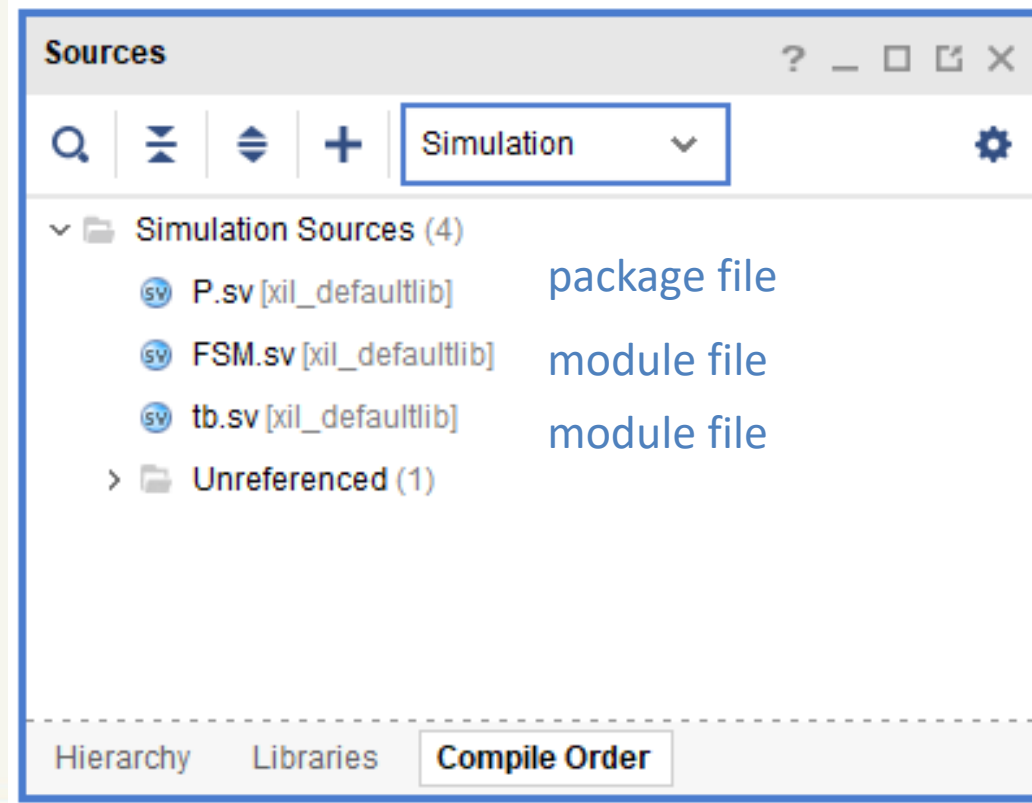 Sources
Simulation
Simulation Sources (4)
P.sv [xil_defaultlib] package file
FSM.sv [xil_defaultlib] module file
tb.sv [xil_defaultlib] module file
Unreferenced (1)
Hierarchy Libraries Compile Order